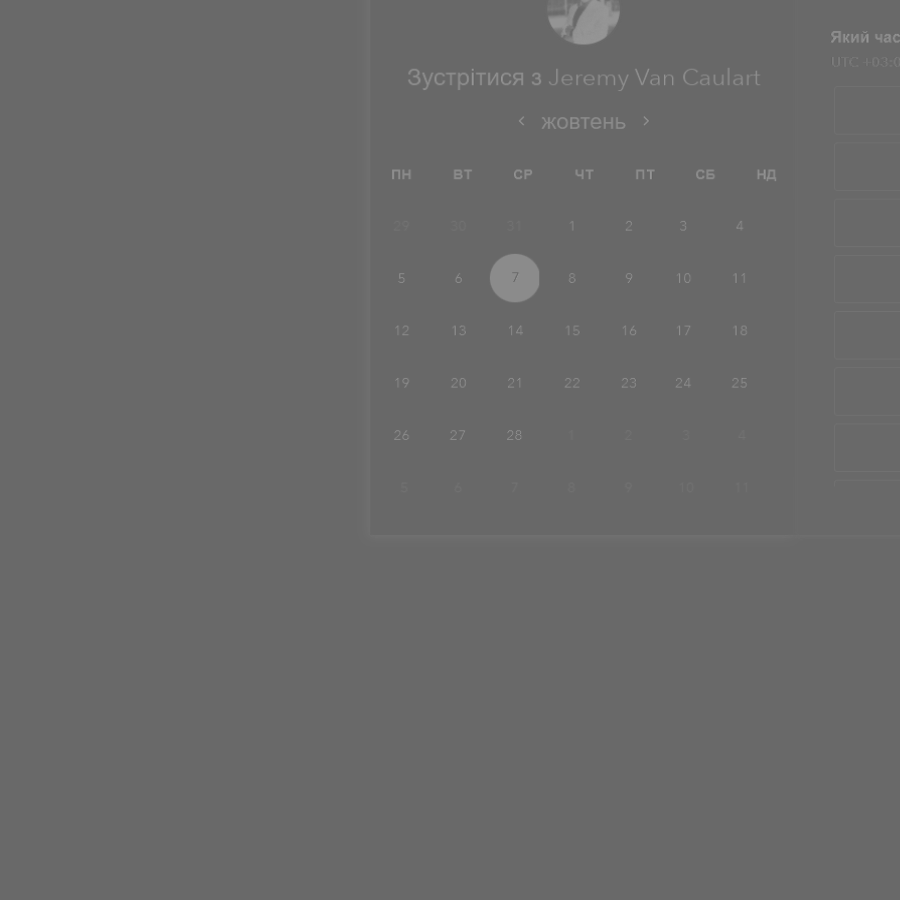 Зустрітися з Jeremy Van Caulart
< жовтень >
ПН ВТ СР ЧТ ПТ СБ НД
29 30 31 1 2 3 4
5 6 7 8 9 10 11
12 13 14 15 16 17 18
19 20 21 22 23 24 25
26 27 28 1 2 3 4
5 6 7 8 9 10 11
Який час
UTC +03:0